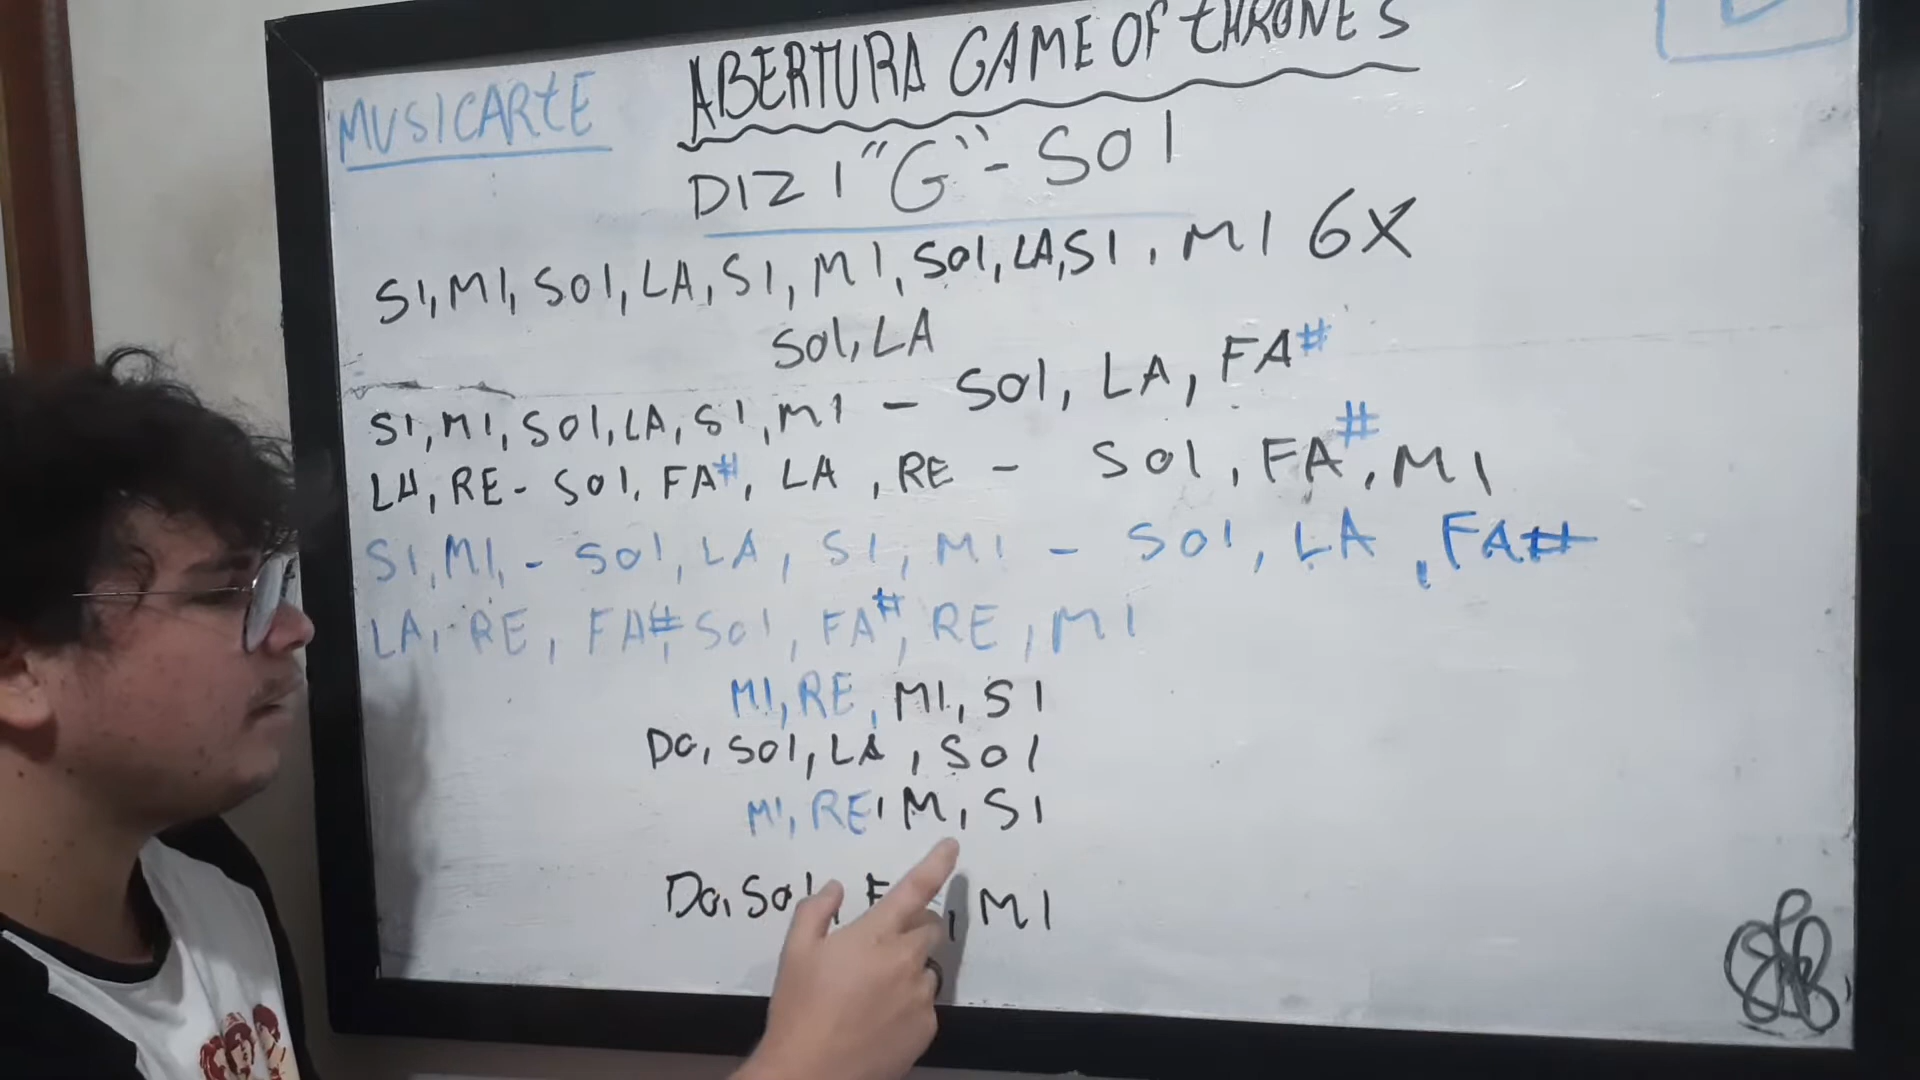 MUSICARtE
ABERTURA GAME OF tHRONES
DIZI "G" - SOl
SI, MI, SOl, LA, SI, MI, SOl, LA, SI, MI 6X
SOl, LA
SI, MI, SOl, LA, SI, MI - SOl, LA, FA#
LA, RE - SOl, FA#, LA, RE - SOl, FA#, MI
SI, MI, - SOl, LA, SI, MI - SOl, LA, FA#
LA, RE, FA#, SOl, FA#, RE, MI
MI, RE, MI, SI
Do, SOl, LA, SOl
MI, RE, M, SI
Do, SOl, , MI